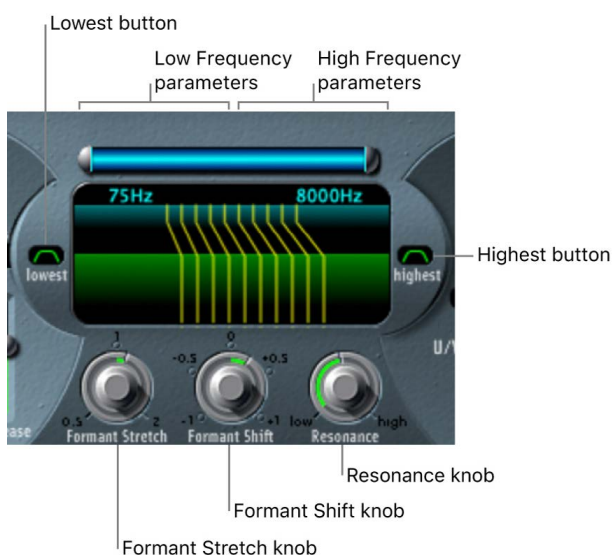 Lowest button
Low Frequency parameters
High Frequency parameters
75Hz
8000Hz
lowest
highest
Highest button
U/V
ease
0.5
1
2
Formant Stretch
-1
-0.5
0
+0.5
+1
Formant Shift
low
high
Resonance
Resonance knob
Formant Shift knob
Formant Stretch knob